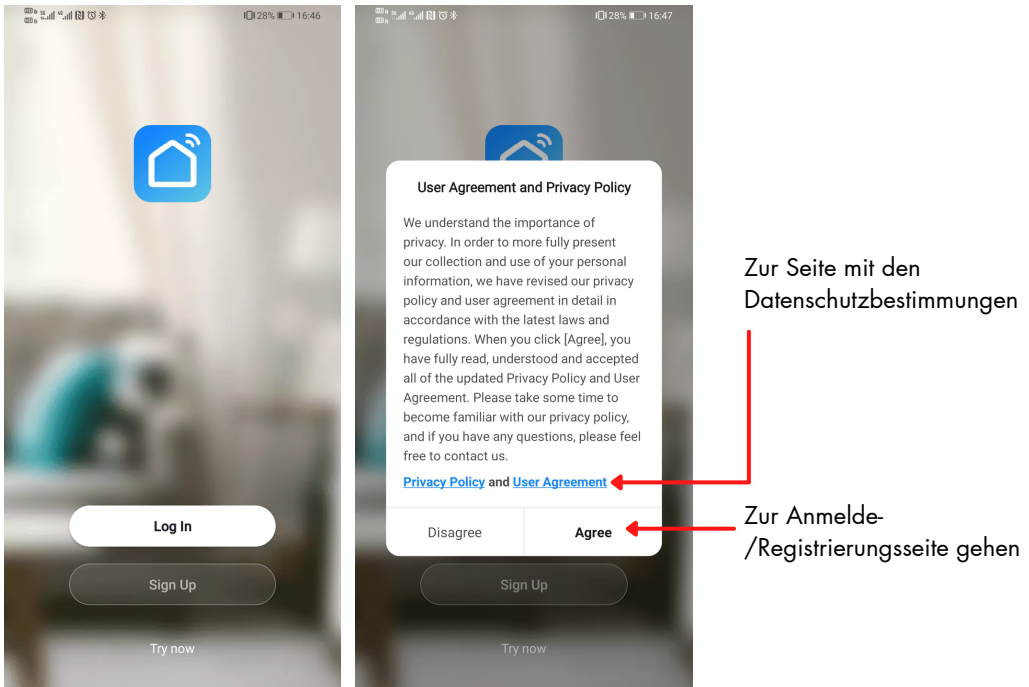 28% 16:46
Log In
Sign Up
Try now
28% 16:47
User Agreement and Privacy Policy
We understand the importance of
privacy. In order to more fully present
our collection and use of your personal
information, we have revised our privacy
policy and user agreement in detail in
accordance with the latest laws and
regulations. When you click [Agree], you
have fully read, understood and accepted
all of the updated Privacy Policy and User
Agreement. Please take some time to
become familiar with our privacy policy,
and if you have any questions, please feel
free to contact us.
Privacy Policy and User Agreement
Disagree Agree
Sign Up
Try now
Zur Seite mit den
Datenschutzbestimmungen
Zur Anmelde-
/Registrierungsseite gehen